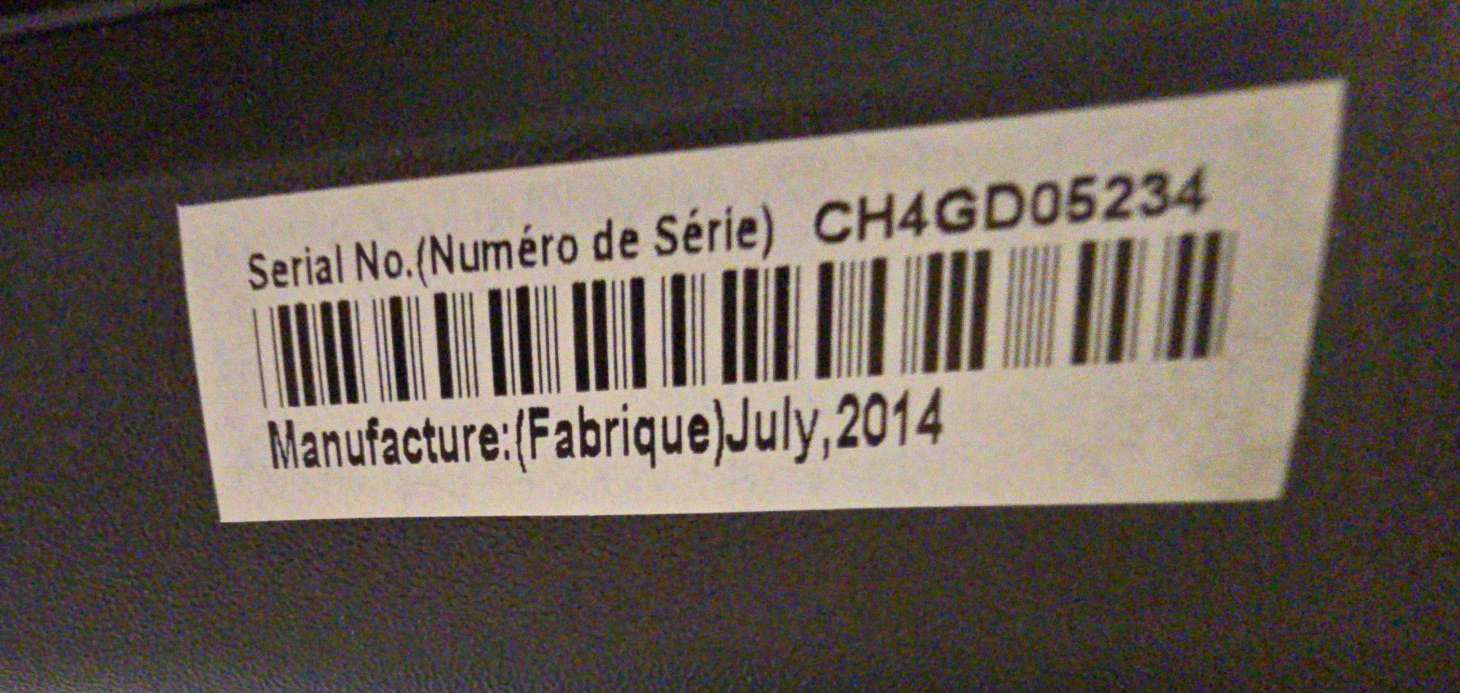 Serial No.(Numéro de Série) CH4GD05234
Manufacture:(Fabrique)July,2014